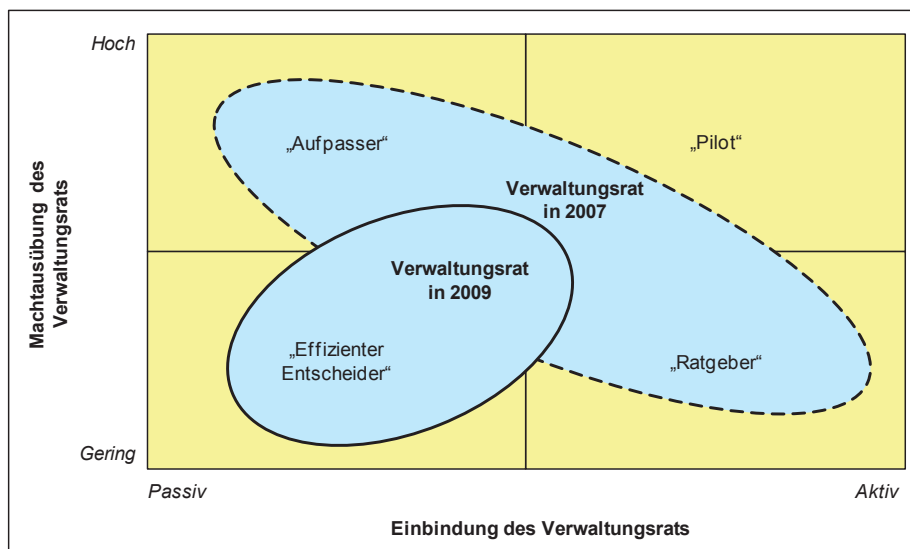 Hoch
„Aufpasser“
„Pilot“
Verwaltungsrat
in 2007
Machtausübung des
Verwaltungsrats
Verwaltungsrat
in 2009
„Effizienter
Entscheider“
„Ratgeber“
Gering
Passiv
Aktiv
Einbindung des Verwaltungsrats